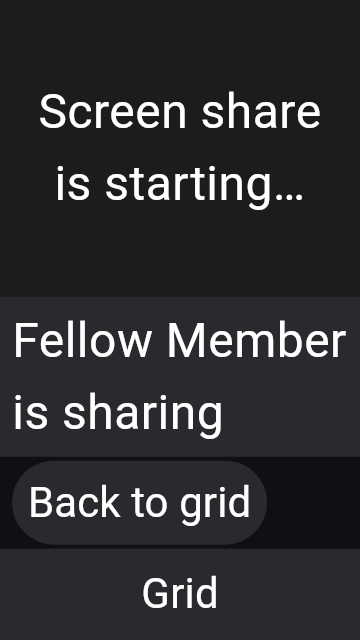 Screen share
is starting…
Fellow Member
is sharing
Back to grid
Grid